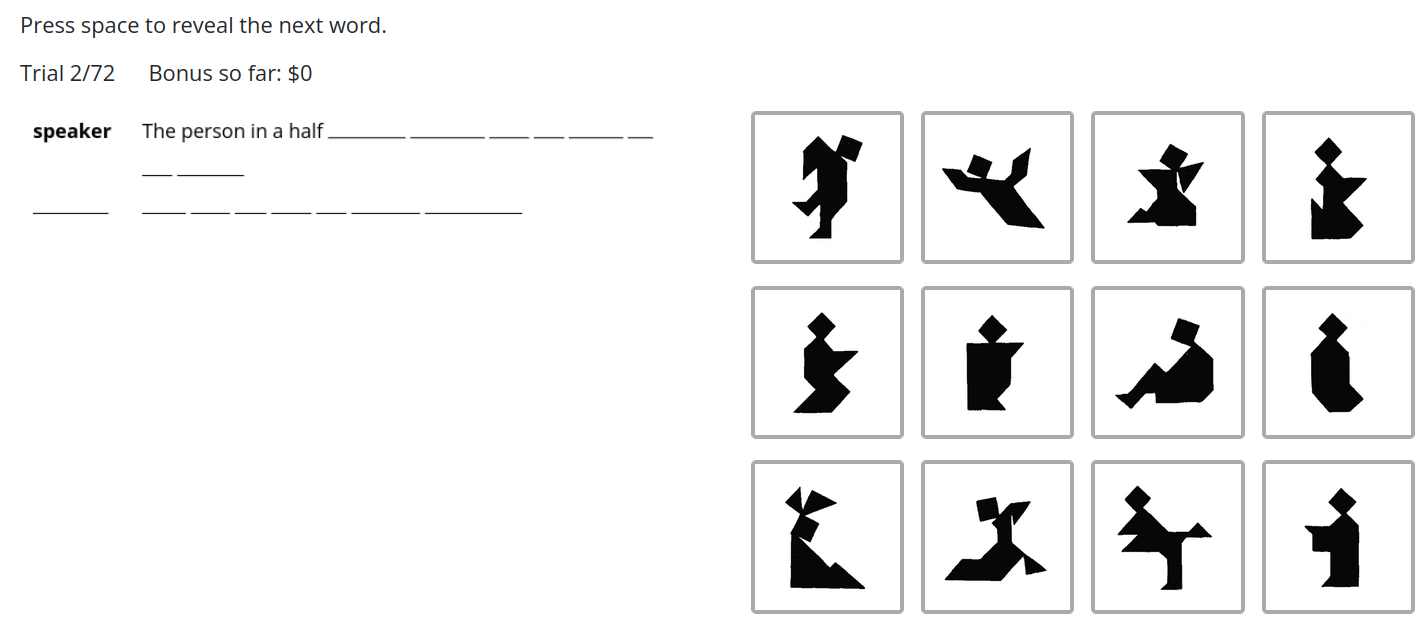 Press space to reveal the next word.
Trial 2/72 Bonus so far: $0
speaker The person in a half